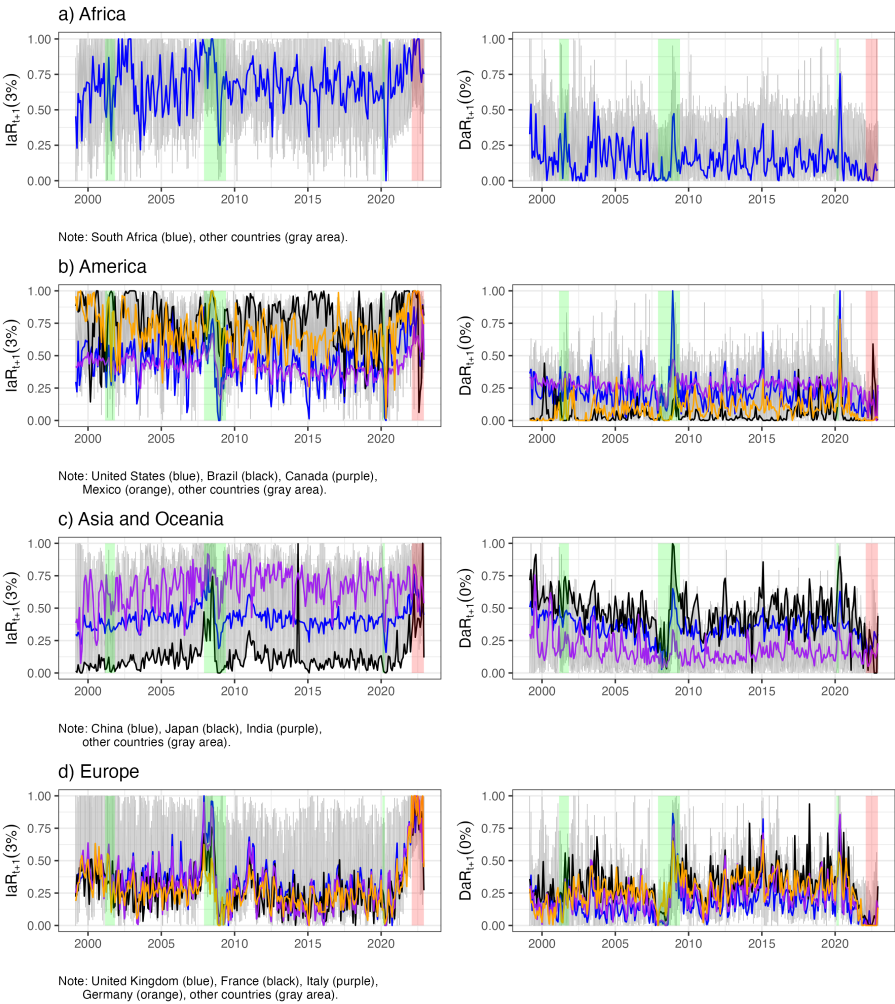 a) Africa
IaRt+1(3%)
1.00
0.75
0.50
0.25
0.00
2000 2005 2010 2015 2020
DaRt+1(0%)
1.00
0.75
0.50
0.25
0.00
2000 2005 2010 2015 2020
Note: South Africa (blue), other countries (gray area).
b) America
IaRt+1(3%)
1.00
0.75
0.50
0.25
0.00
2000 2005 2010 2015 2020
DaRt+1(0%)
1.00
0.75
0.50
0.25
0.00
2000 2005 2010 2015 2020
Note: United States (blue), Brazil (black), Canada (purple),
Mexico (orange), other countries (gray area).
c) Asia and Oceania
IaRt+1(3%)
1.00
0.75
0.50
0.25
0.00
2000 2005 2010 2015 2020
DaRt+1(0%)
1.00
0.75
0.50
0.25
0.00
2000 2005 2010 2015 2020
Note: China (blue), Japan (black), India (purple),
other countries (gray area).
d) Europe
IaRt+1(3%)
1.00
0.75
0.50
0.25
0.00
2000 2005 2010 2015 2020
DaRt+1(0%)
1.00
0.75
0.50
0.25
0.00
2000 2005 2010 2015 2020
Note: United Kingdom (blue), France (black), Italy (purple),
Germany (orange), other countries (gray area).